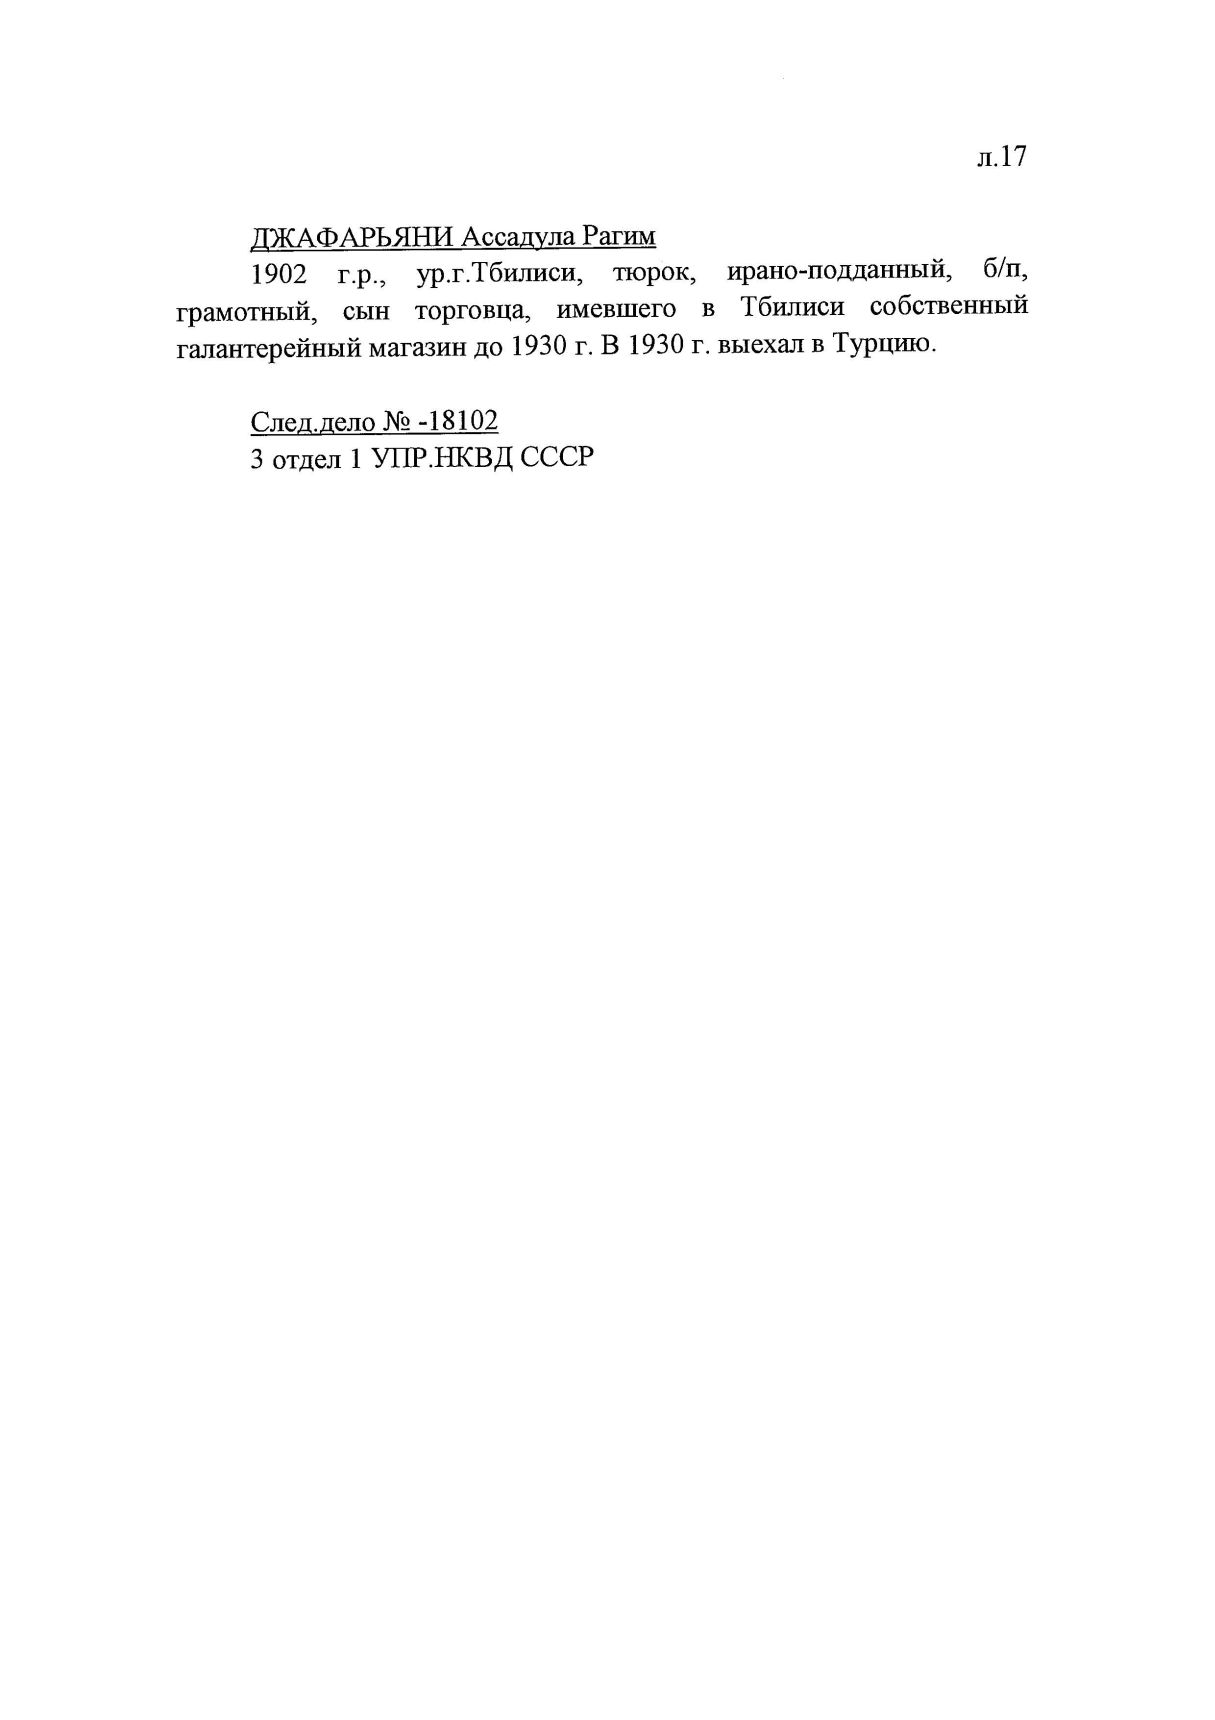 л.17
ДЖАФАРЬЯНИ Ассадула Рагим
1902 г.р., ур.г.Тбилиси, тюрок, ирано-подданный, б/п,
грамотный, сын торговца, имевшего в Тбилиси собственный
галантерейный магазин до 1930 г. В 1930 г. выехал в Турцию.
След.дело № -18102
3 отдел 1 УПР.НКВД СССР